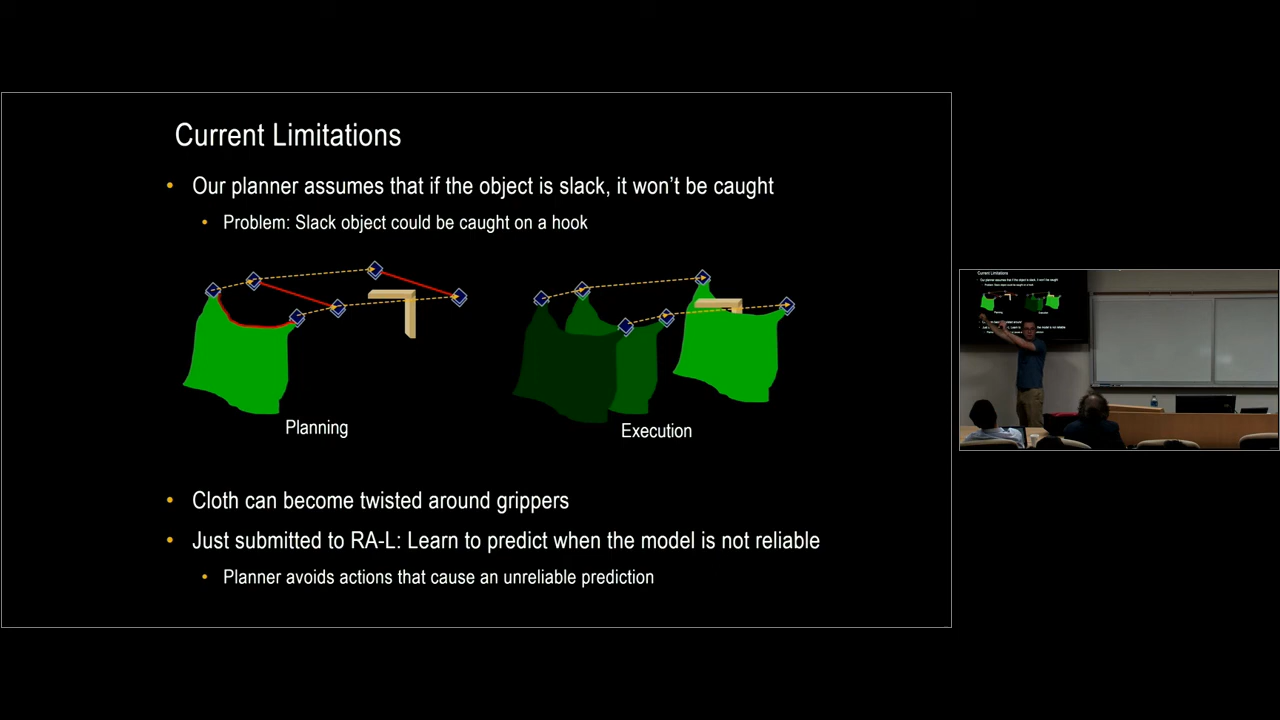 Current Limitations
• Our planner assumes that if the object is slack, it won't be caught
• Problem: Slack object could be caught on a hook
Planning
Execution
• Cloth can become twisted around grippers
• Just submitted to RA-L: Learn to predict when the model is not reliable
• Planner avoids actions that cause an unreliable prediction
Current Limitations